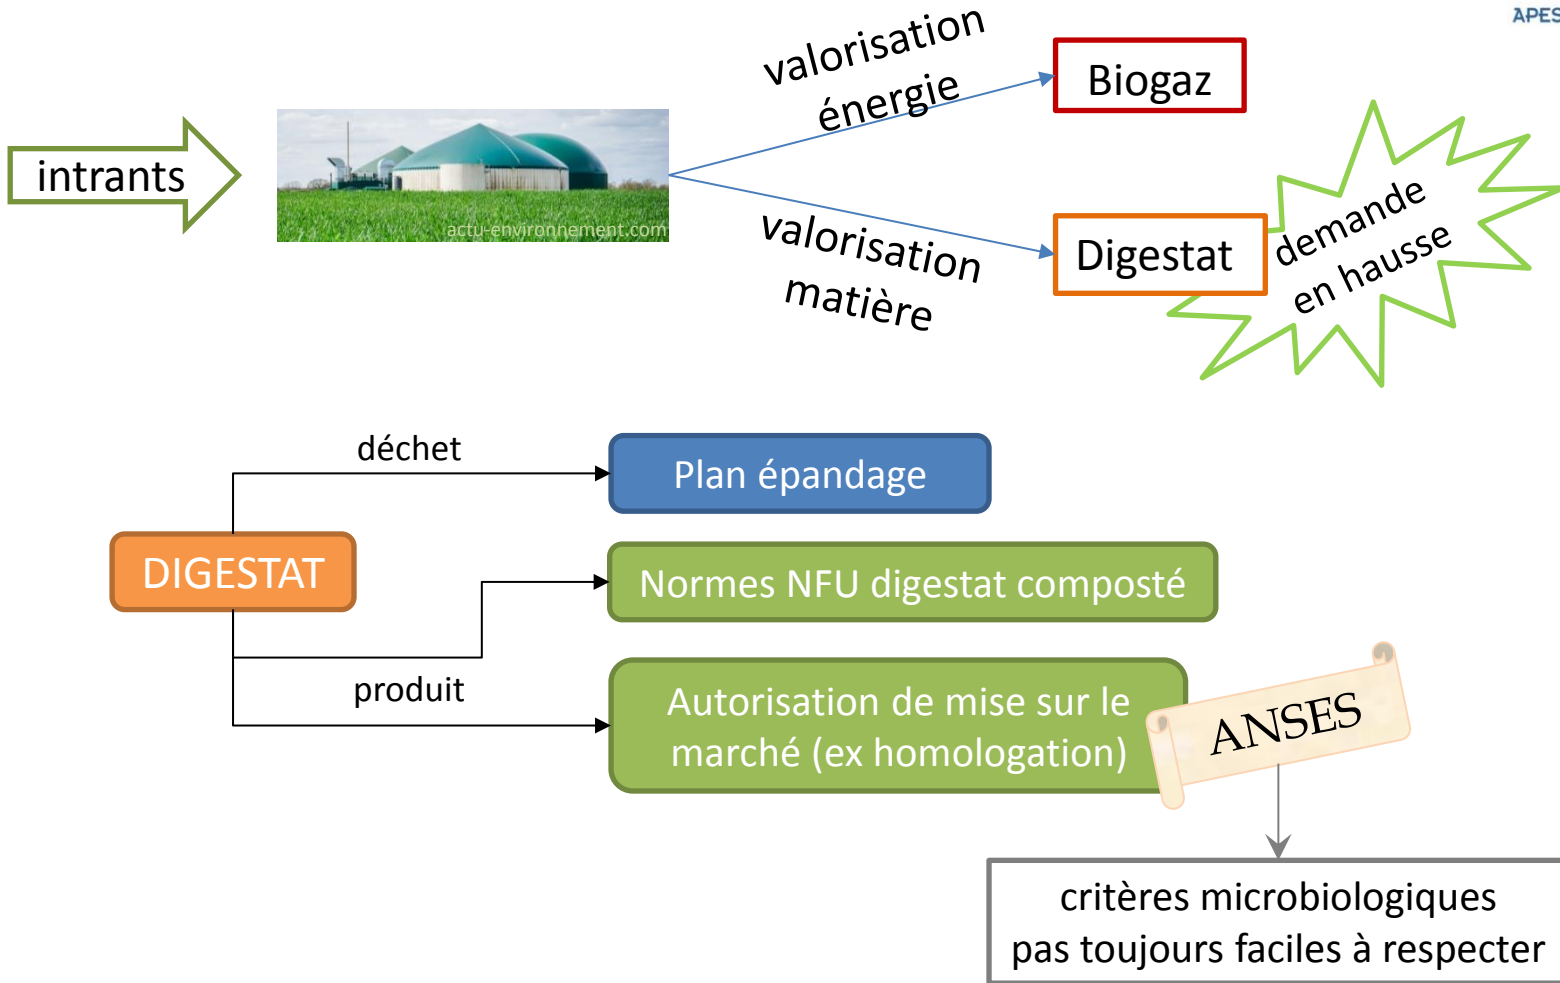 APES
valorisation
énergie
Biogaz
intrants
actu-environnement.com
valorisation
matière
Digestat
demande
en hausse
déchet
Plan épandage
DIGESTAT
Normes NFU digestat composté
produit
Autorisation de mise sur le
marché (ex homologation)
ANSES
critères microbiologiques
pas toujours faciles à respecter